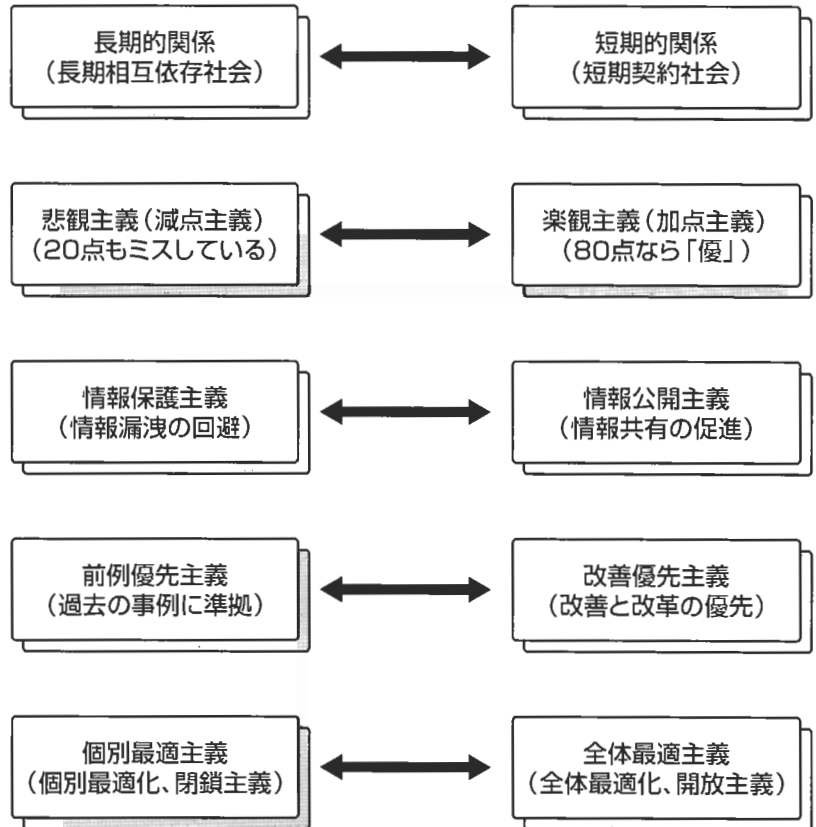 長期的関係
（長期相互依存社会）
短期的関係
（短期契約社会）
悲観主義（減点主義）
（20点もミスしている）
楽観主義（加点主義）
（80点なら「優」）
情報保護主義
（情報漏洩の回避）
情報公開主義
（情報共有の促進）
前例優先主義
（過去の事例に準拠）
改善優先主義
（改善と改革の優先）
個別最適主義
（個別最適化、閉鎖主義）
全体最適主義
（全体最適化、開放主義）